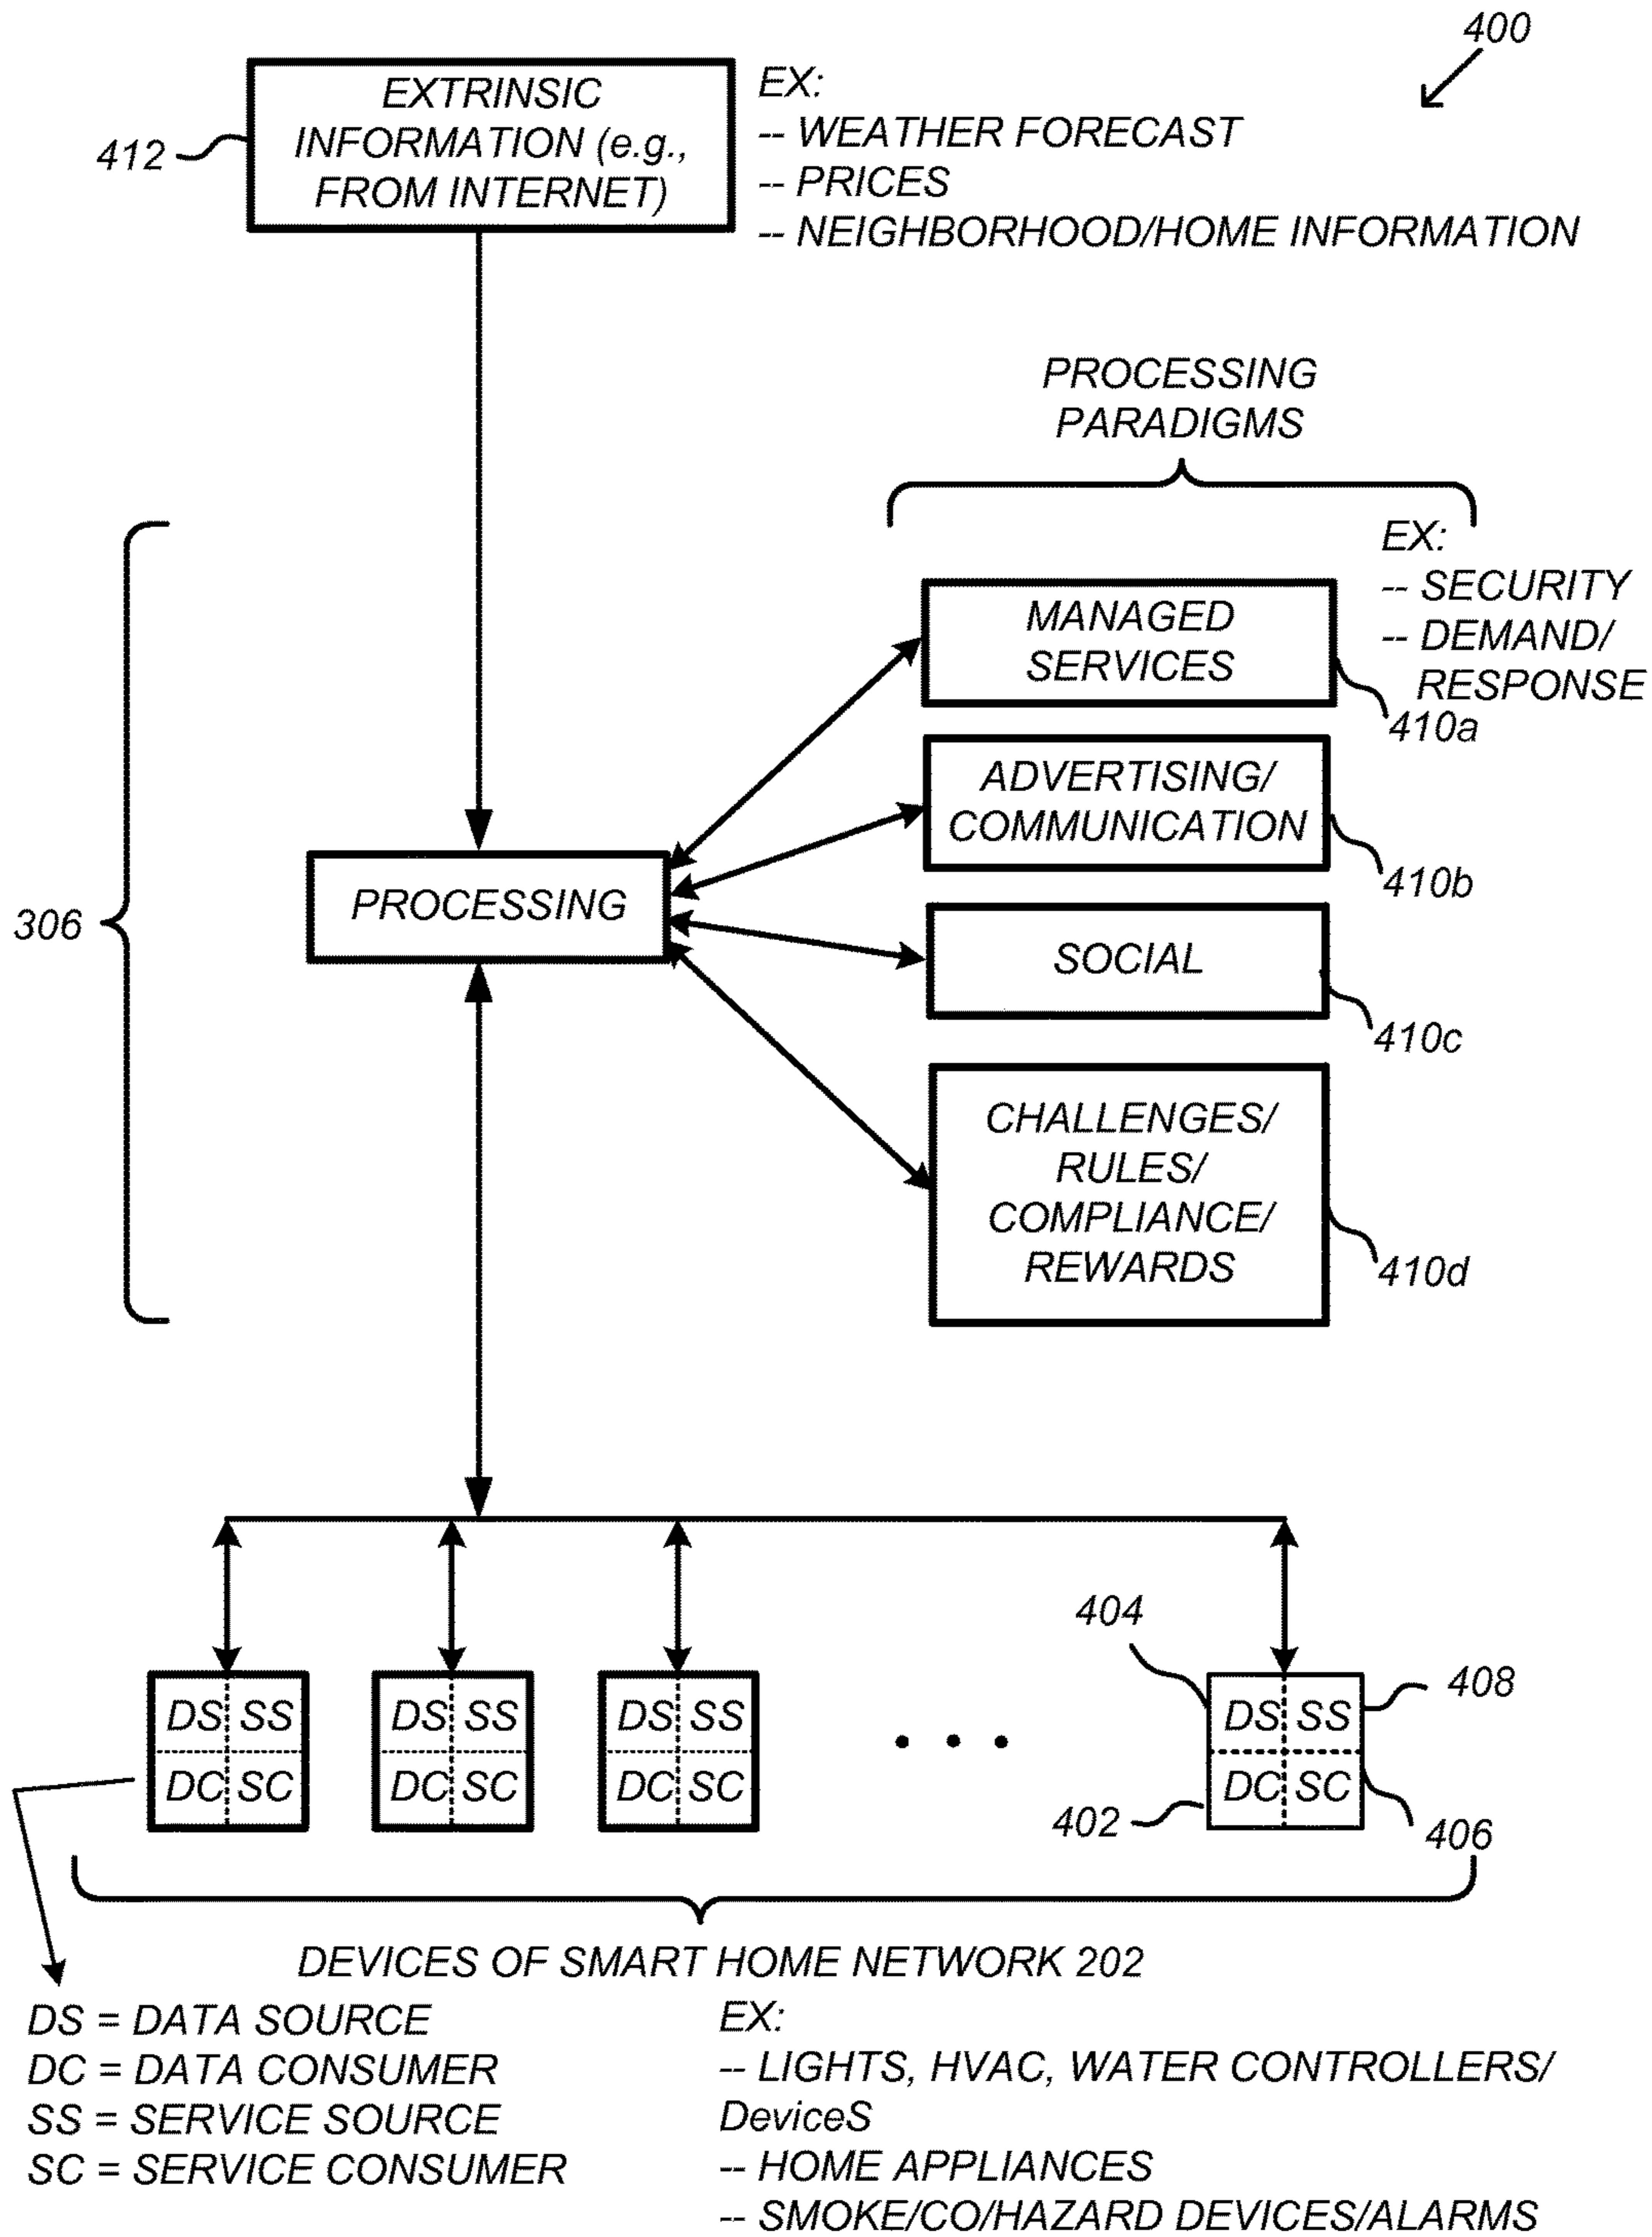 400
EXTRINSIC
INFORMATION (e.g.,
FROM INTERNET)
412
EX:
-- WEATHER FORECAST
-- PRICES
-- NEIGHBORHOOD/HOME INFORMATION
PROCESSING
PARADIGMS
EX:
-- SECURITY
-- DEMAND/
RESPONSE
MANAGED
SERVICES
410a
ADVERTISING/
COMMUNICATION
410b
PROCESSING
306
SOCIAL
410c
CHALLENGES/
RULES/
COMPLIANCE/
REWARDS
410d
404
408
DS SS
DC SC
DS SS
DC SC
DS SS
DC SC
. . .
DS SS
DC SC
402
406
DEVICES OF SMART HOME NETWORK 202
DS = DATA SOURCE
DC = DATA CONSUMER
SS = SERVICE SOURCE
SC = SERVICE CONSUMER
EX:
-- LIGHTS, HVAC, WATER CONTROLLERS/
DeviceS
-- HOME APPLIANCES
-- SMOKE/CO/HAZARD DEVICES/ALARMS